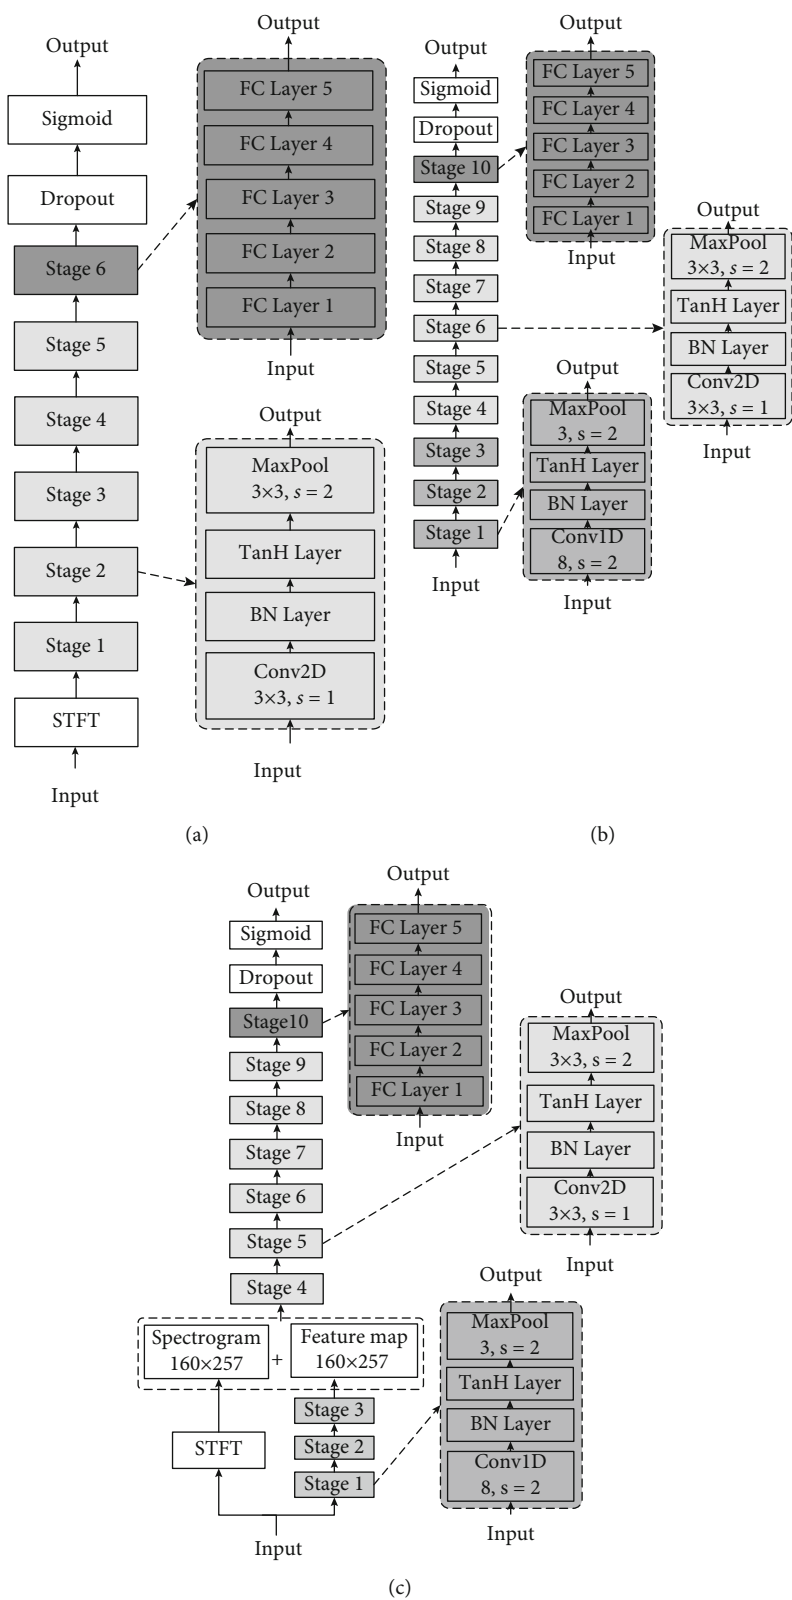 Output
Sigmoid
Dropout
Stage 6
Stage 5
Stage 4
Stage 3
Stage 2
Stage 1
STFT
Input
Output
FC Layer 5
FC Layer 4
FC Layer 3
FC Layer 2
FC Layer 1
Input
Output
MaxPool
3×3, s = 2
TanH Layer
BN Layer
Conv2D
3×3, s = 1
Input
(a)
Output
Sigmoid
Dropout
Stage 10
Stage 9
Stage 8
Stage 7
Stage 6
Stage 5
Stage 4
Stage 3
Stage 2
Stage 1
Input
Output
FC Layer 5
FC Layer 4
FC Layer 3
FC Layer 2
FC Layer 1
Input
Output
MaxPool
3×3, s = 2
TanH Layer
BN Layer
Conv2D
3×3, s = 1
Input
Output
MaxPool
3, s = 2
TanH Layer
BN Layer
Conv1D
8, s = 2
Input
(b)
Output
Sigmoid
Dropout
Stage10
Stage 9
Stage 8
Stage 7
Stage 6
Stage 5
Stage 4
Spectrogram
160×257
+
Feature map
160×257
Stage 3
Stage 2
Stage 1
STFT
Input
Output
FC Layer 5
FC Layer 4
FC Layer 3
FC Layer 2
FC Layer 1
Input
Output
MaxPool
3×3, s = 2
TanH Layer
BN Layer
Conv2D
3×3, s = 1
Input
Output
MaxPool
3, s = 2
TanH Layer
BN Layer
Conv1D
8, s = 2
Input
(c)